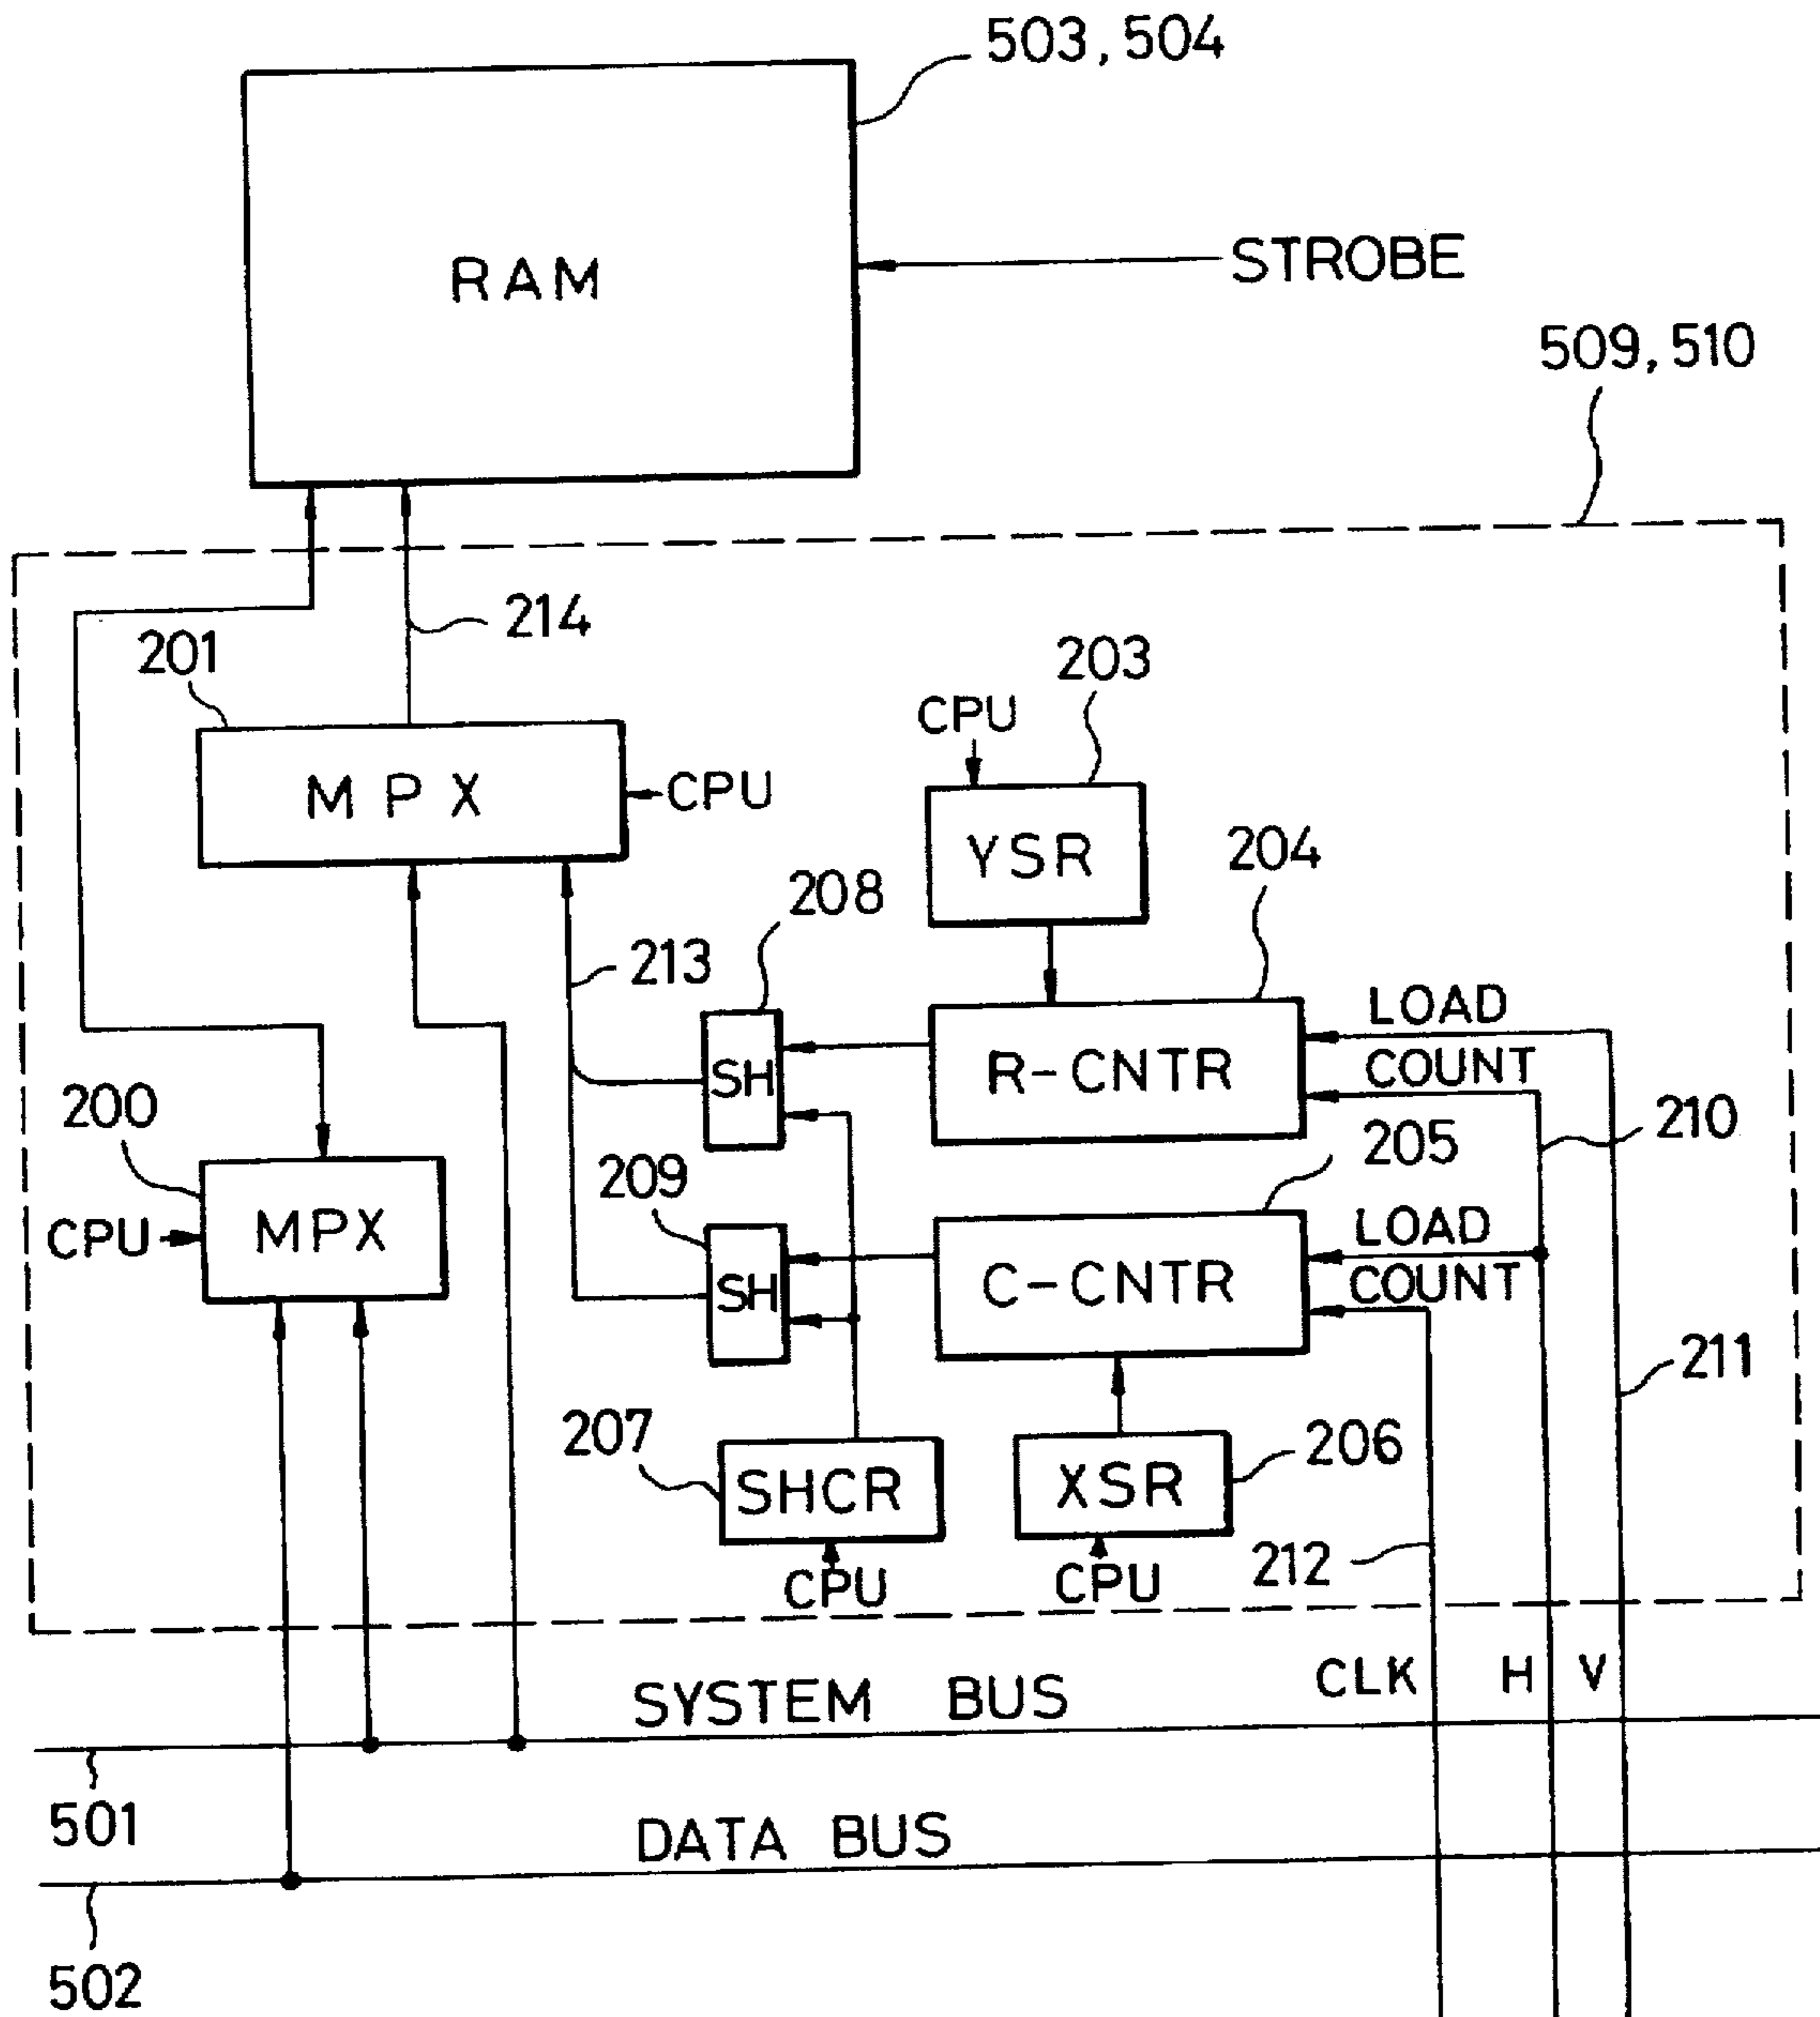 503, 504
RAM
STROBE
509, 510
214
201
203
CPU
MPX
CPU
YSR
204
208
213
LOAD
SH
R-CNTR
COUNT
200
210
205
209
CPU
MPX
LOAD
SH
C-CNTR
COUNT
211
207
SHCR
XSR
206
212
CPU
CPU
CLK
H
V
SYSTEM BUS
501
DATA BUS
502